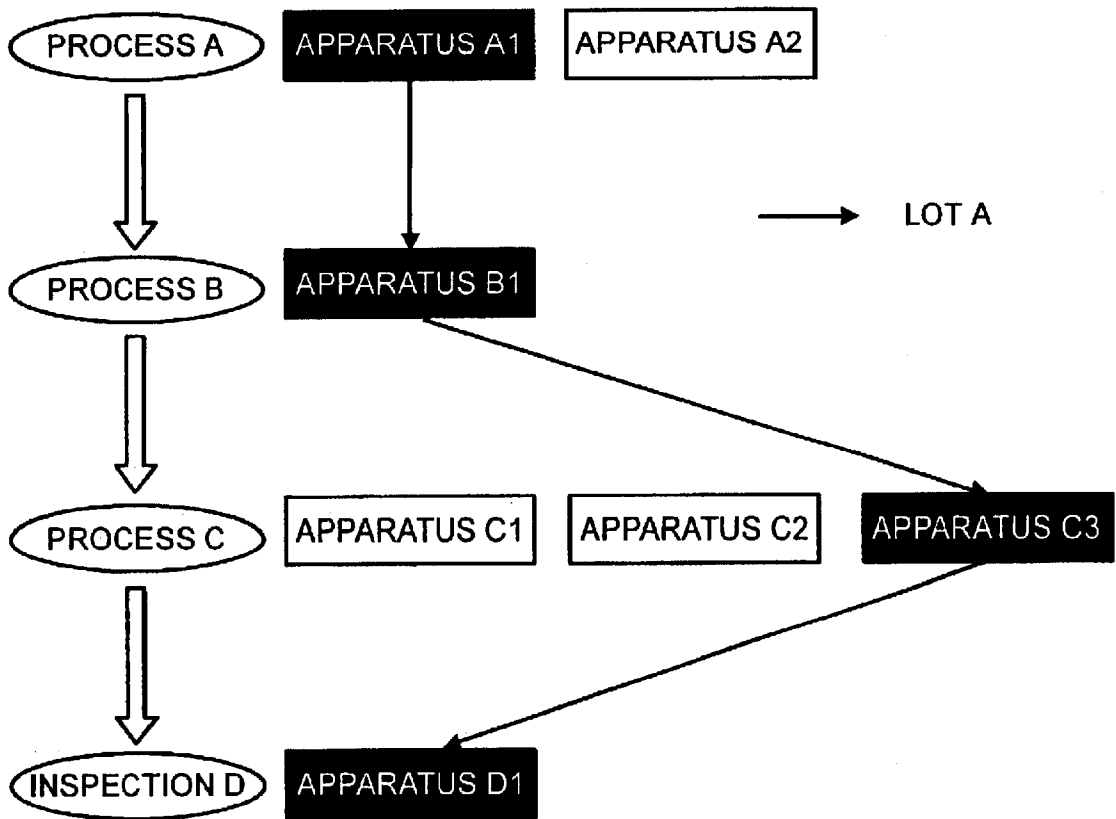 PROCESS A
APPARATUS A1
APPARATUS A2
LOT A
PROCESS B
APPARATUS B1
PROCESS C
APPARATUS C1
APPARATUS C2
APPARATUS C3
INSPECTION D
APPARATUS D1